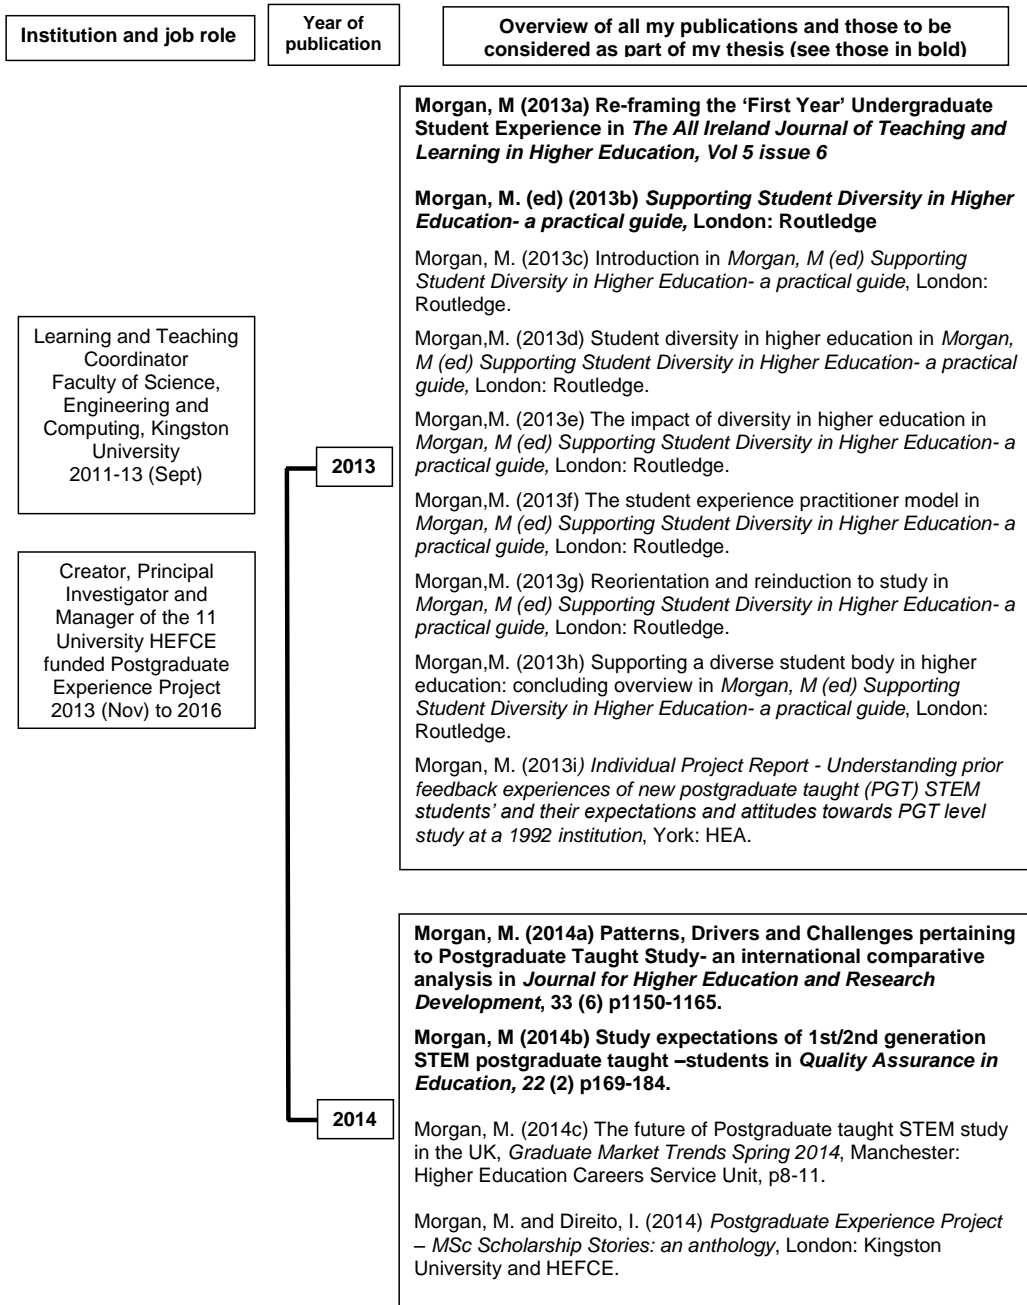 Institution and job role
Year of
publication
Overview of all my publications and those to be
considered as part of my thesis (see those in bold)
Learning and Teaching
Coordinator
Faculty of Science,
Engineering and
Computing, Kingston
University
2011-13 (Sept)
Creator, Principal
Investigator and
Manager of the 11
University HEFCE
funded Postgraduate
Experience Project
2013 (Nov) to 2016
2013
Morgan, M (2013a) Re-framing the ‘First Year’ Undergraduate
Student Experience in The All Ireland Journal of Teaching and
Learning in Higher Education, Vol 5 issue 6
Morgan, M. (ed) (2013b) Supporting Student Diversity in Higher
Education- a practical guide, London: Routledge
Morgan, M. (2013c) Introduction in Morgan, M (ed) Supporting
Student Diversity in Higher Education- a practical guide, London:
Routledge.
Morgan,M. (2013d) Student diversity in higher education in Morgan,
M (ed) Supporting Student Diversity in Higher Education- a practical
guide, London: Routledge.
Morgan,M. (2013e) The impact of diversity in higher education in
Morgan, M (ed) Supporting Student Diversity in Higher Education- a
practical guide, London: Routledge.
Morgan,M. (2013f) The student experience practitioner model in
Morgan, M (ed) Supporting Student Diversity in Higher Education- a
practical guide, London: Routledge.
Morgan,M. (2013g) Reorientation and reinduction to study in
Morgan, M (ed) Supporting Student Diversity in Higher Education- a
practical guide, London: Routledge.
Morgan,M. (2013h) Supporting a diverse student body in higher
education: concluding overview in Morgan, M (ed) Supporting
Student Diversity in Higher Education- a practical guide, London:
Routledge.
Morgan, M. (2013i) Individual Project Report - Understanding prior
feedback experiences of new postgraduate taught (PGT) STEM
students’ and their expectations and attitudes towards PGT level
study at a 1992 institution, York: HEA.
2014
Morgan, M. (2014a) Patterns, Drivers and Challenges pertaining
to Postgraduate Taught Study- an international comparative
analysis in Journal for Higher Education and Research
Development, 33 (6) p1150-1165.
Morgan, M (2014b) Study expectations of 1st/2nd generation
STEM postgraduate taught –students in Quality Assurance in
Education, 22 (2) p169-184.
Morgan, M. (2014c) The future of Postgraduate taught STEM study
in the UK, Graduate Market Trends Spring 2014, Manchester:
Higher Education Careers Service Unit, p8-11.
Morgan, M. and Direito, I. (2014) Postgraduate Experience Project
– MSc Scholarship Stories: an anthology, London: Kingston
University and HEFCE.